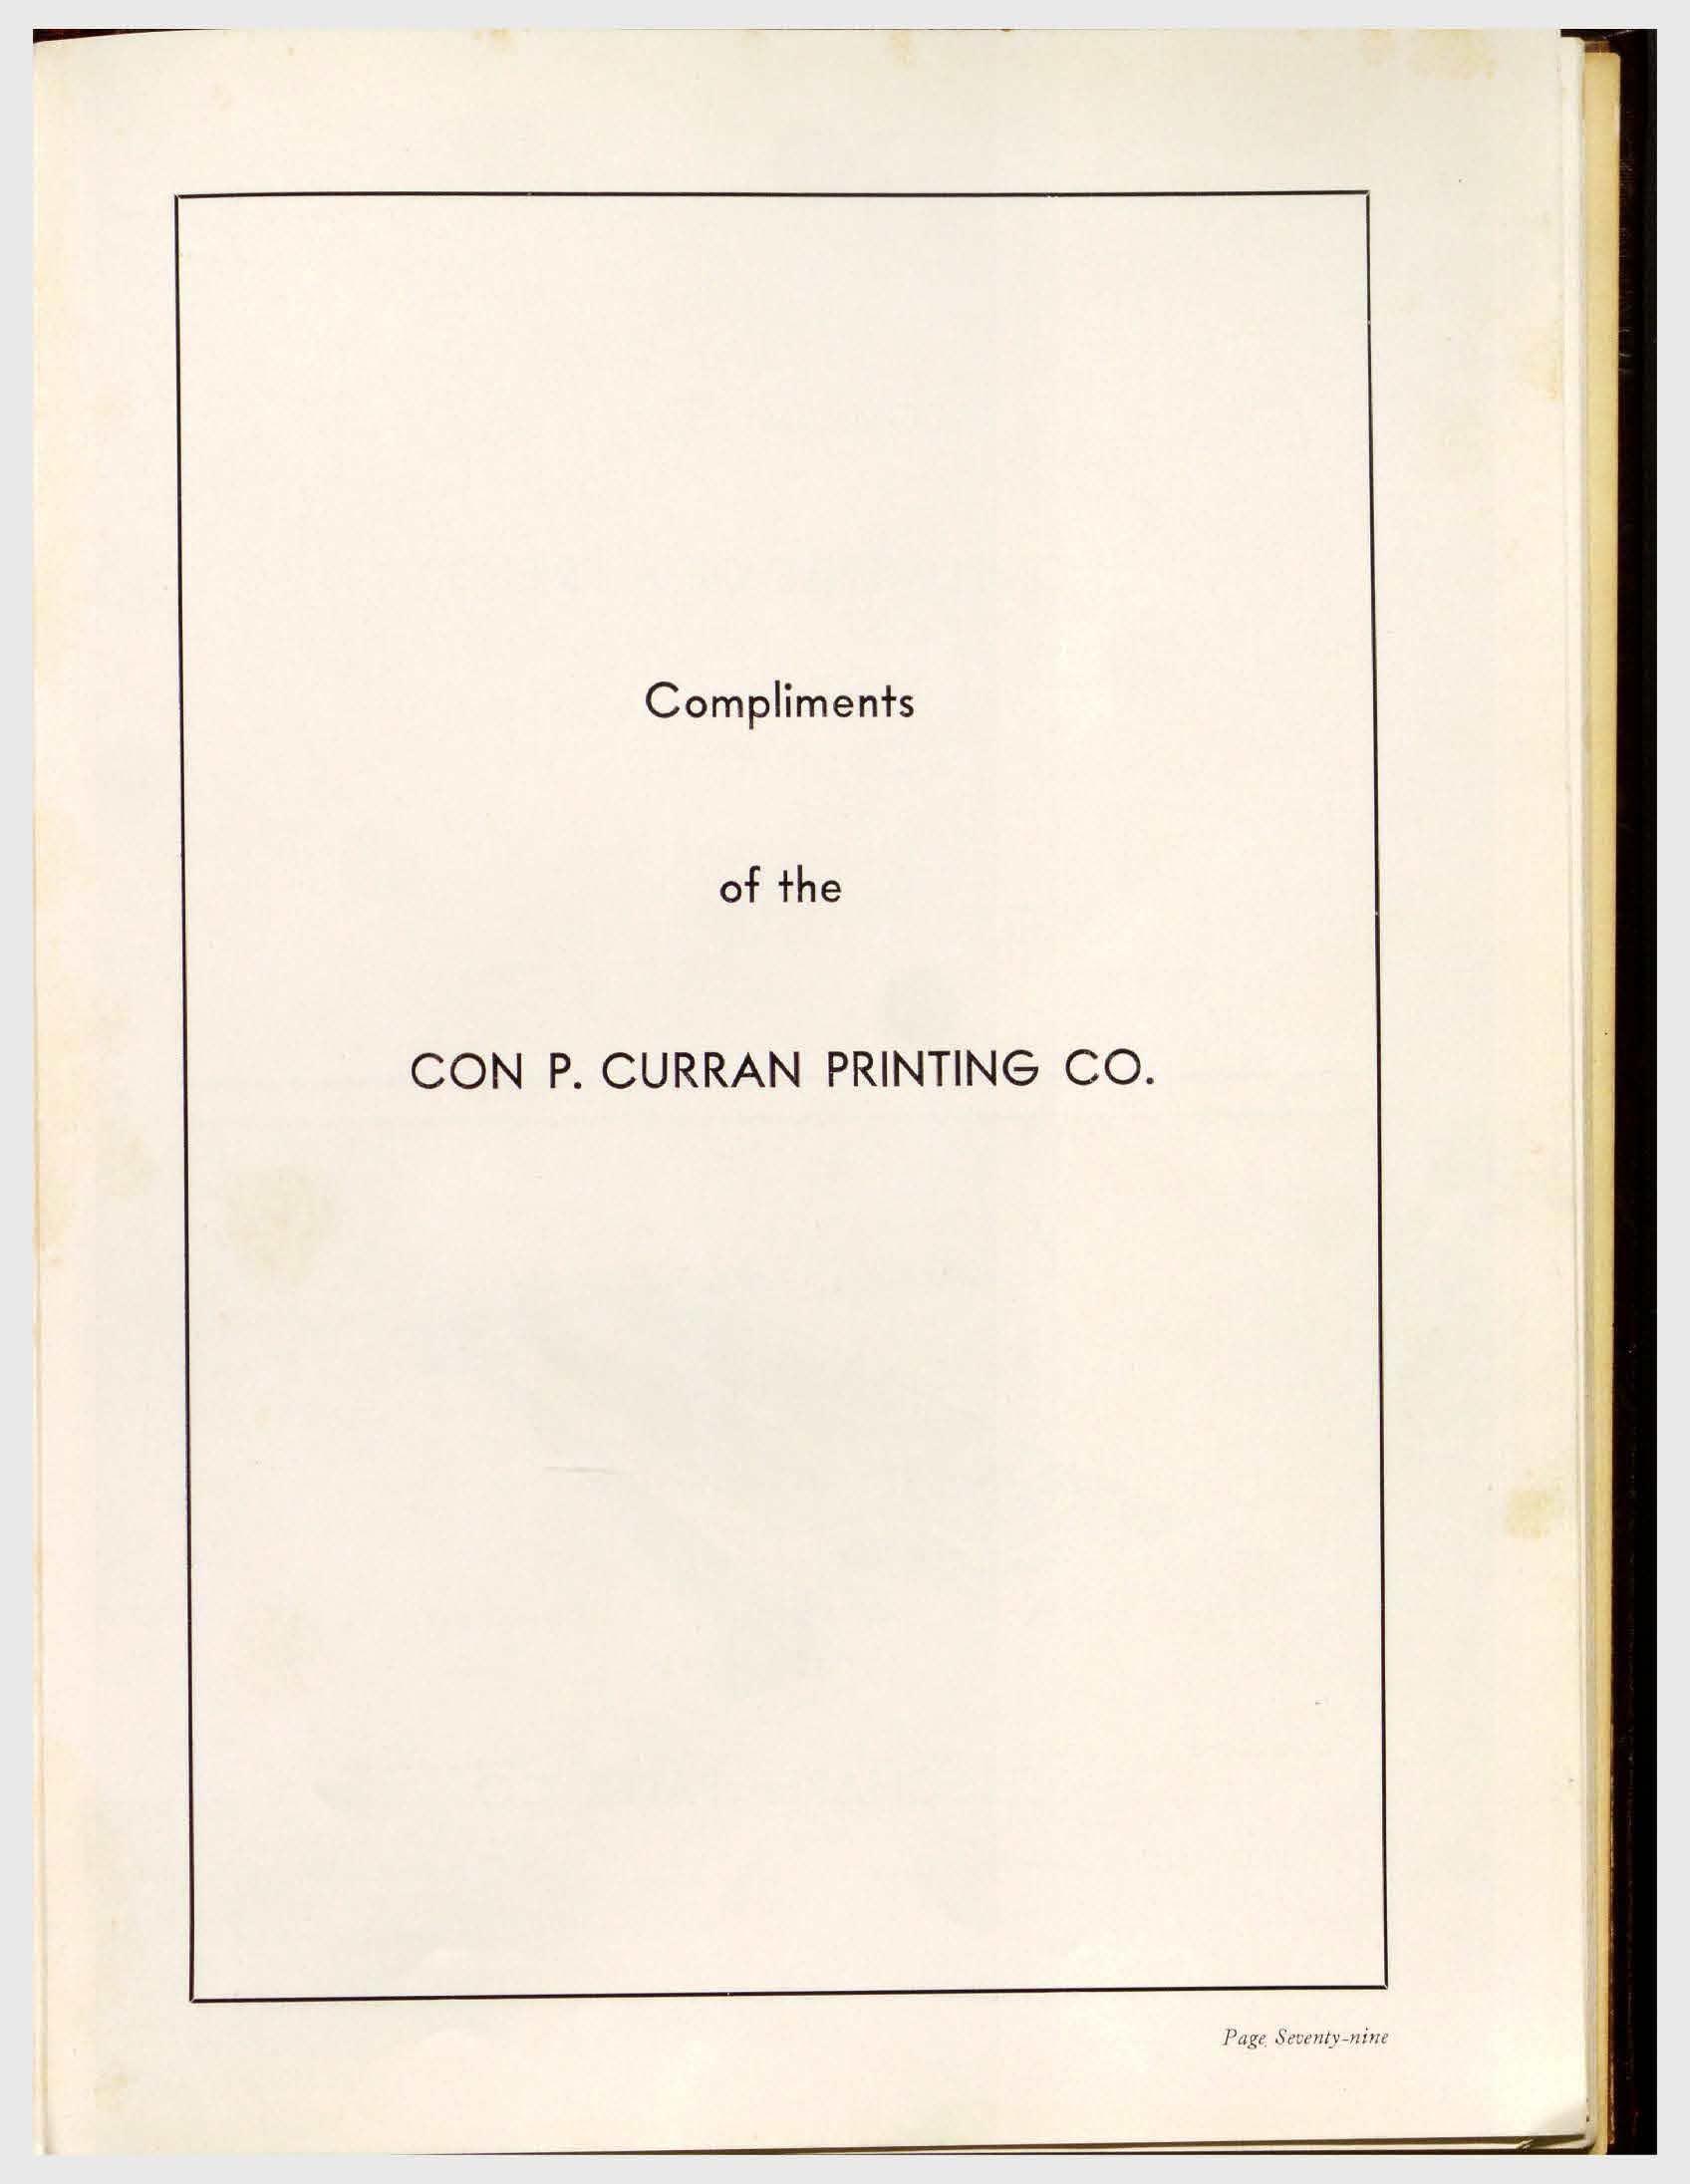 Compliments
of the
CON P. CURRAN PRINTING CO.
Page Seventy-nine